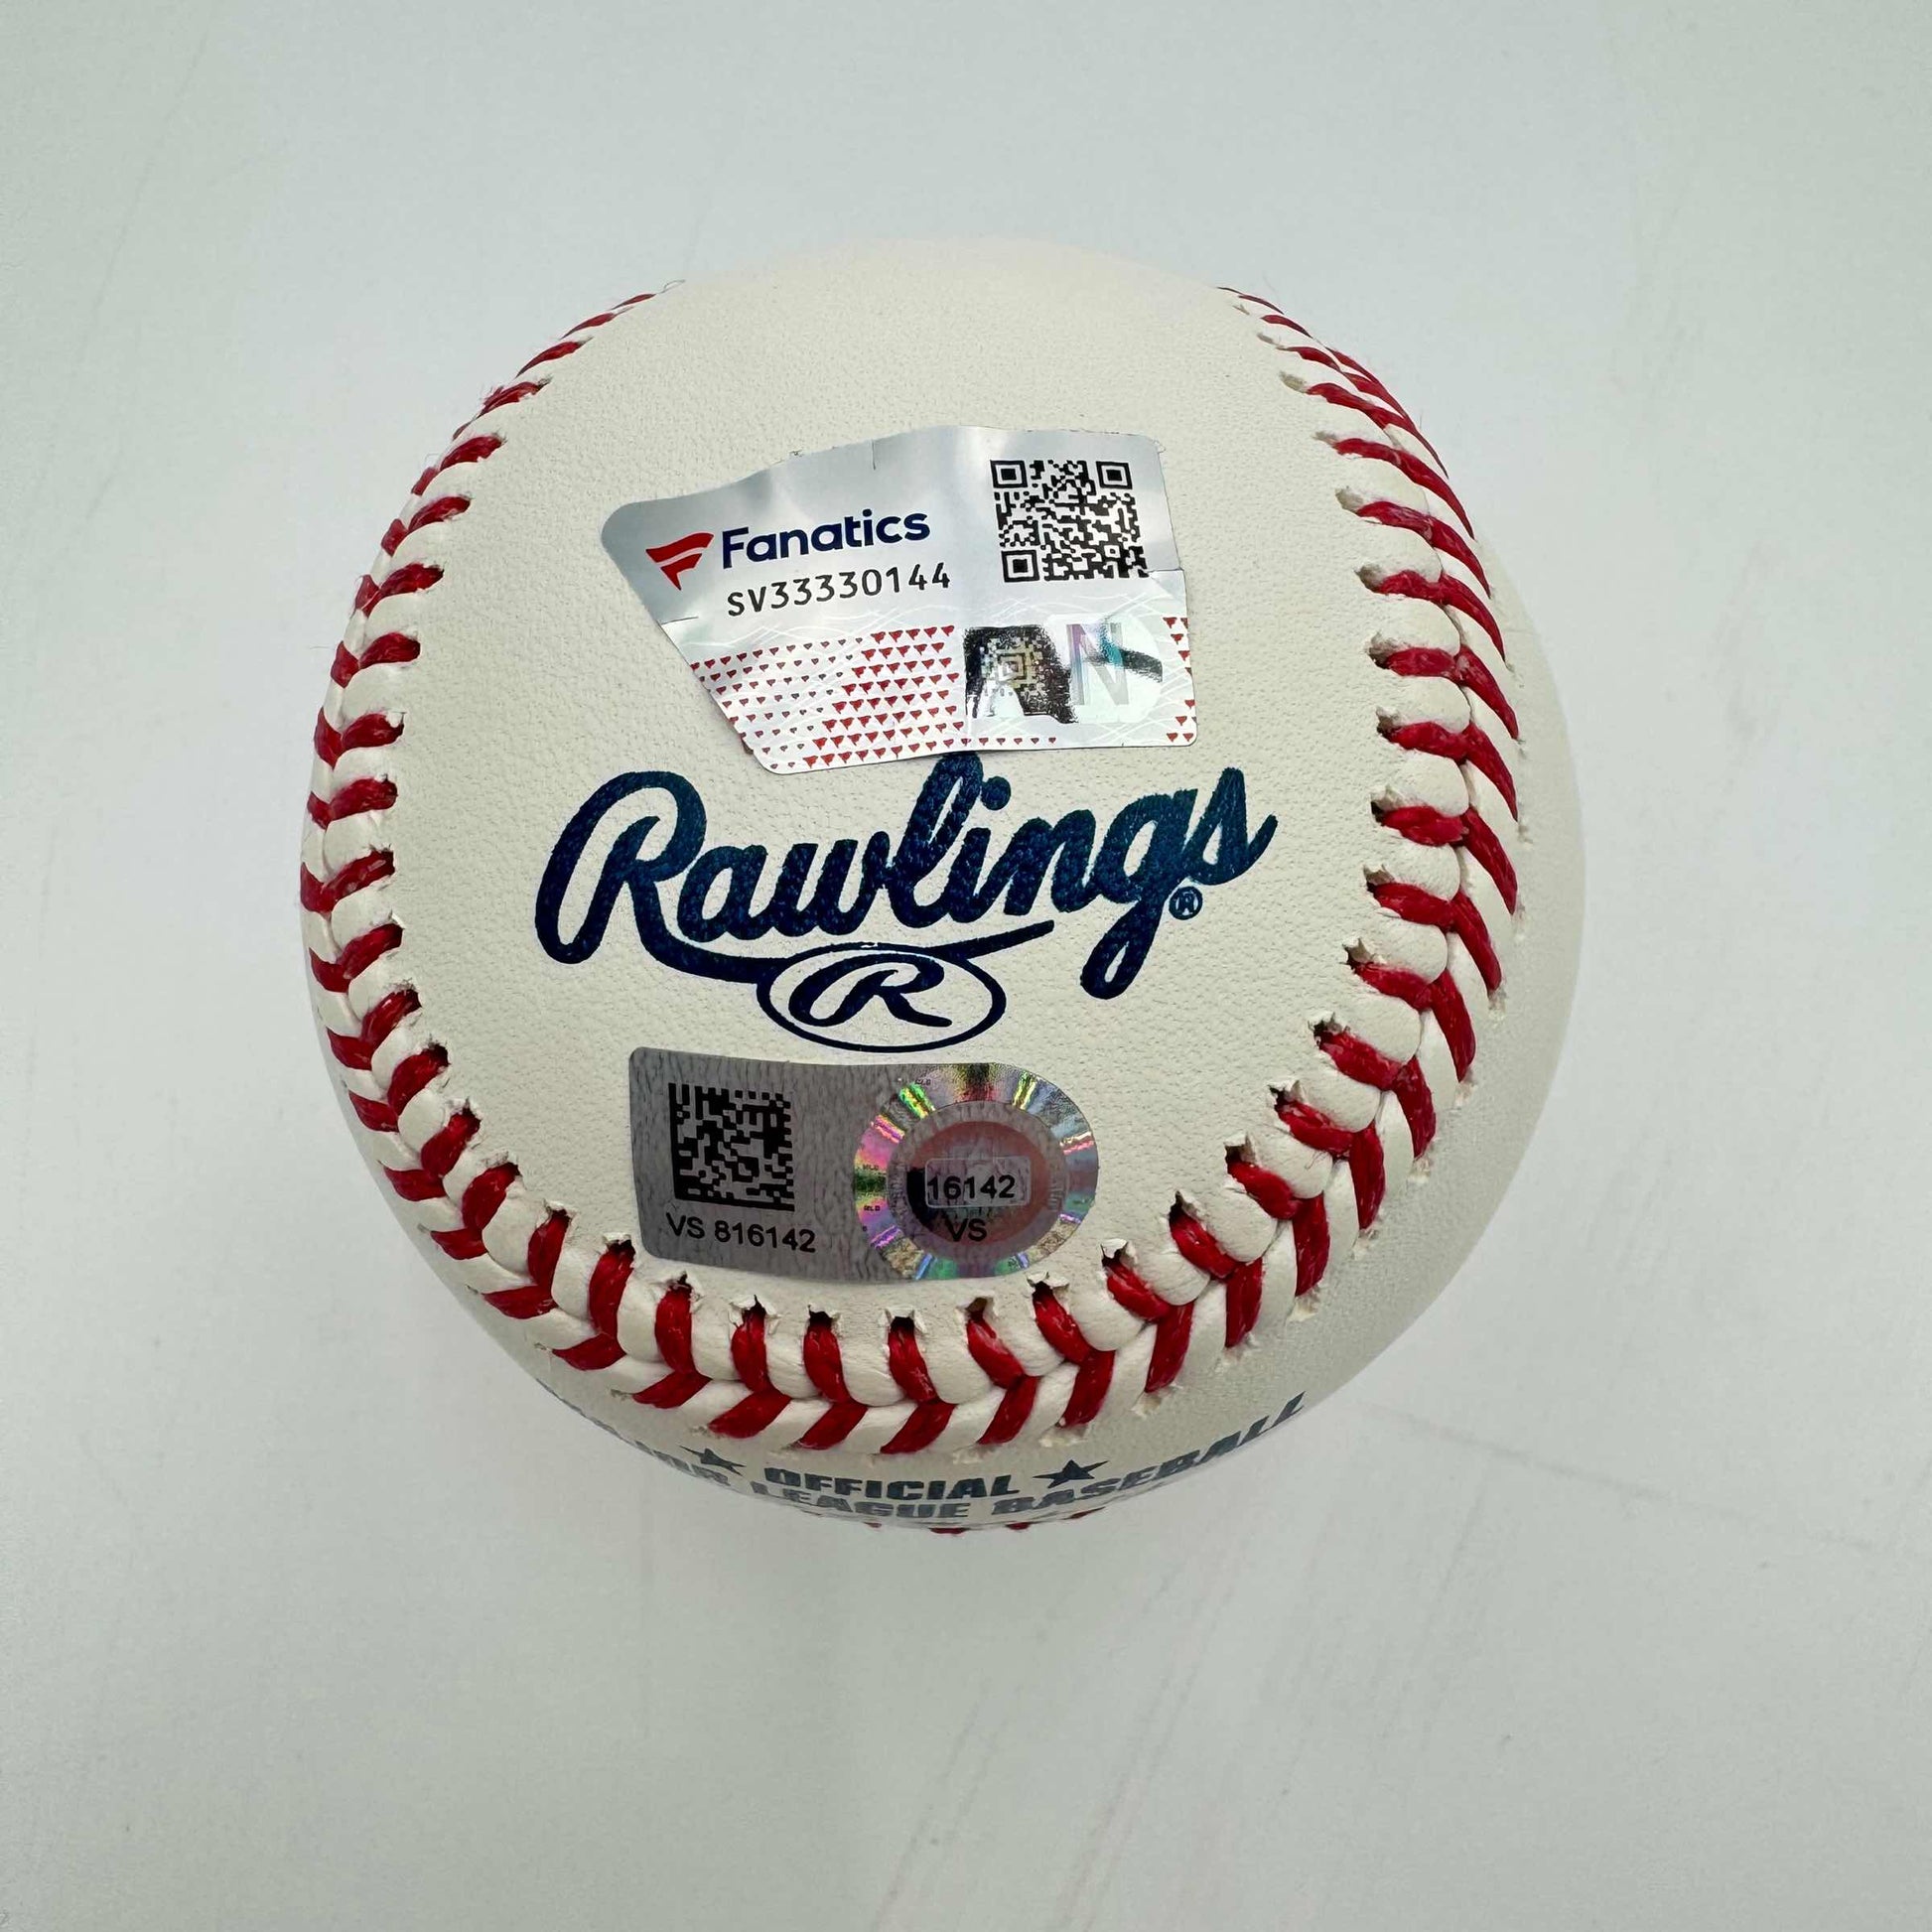 Fanatics
SV33330144
Rawlings®
R
16142
VS 816142 VS
★ OFFICIAL ★
LEAGUE BASEBALL